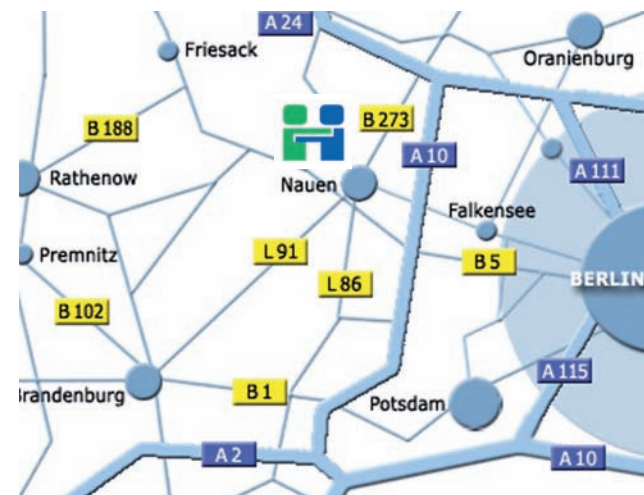 A 24
Oranienburg
Friesack
B 188
B 273
A 10
A 111
Rathenow
Nauen
Falkensee
Premnitz
L 91
B 5
BERLIN
L 86
B 102
A 115
Brandenburg
B 1
Potsdam
A 2
A 10